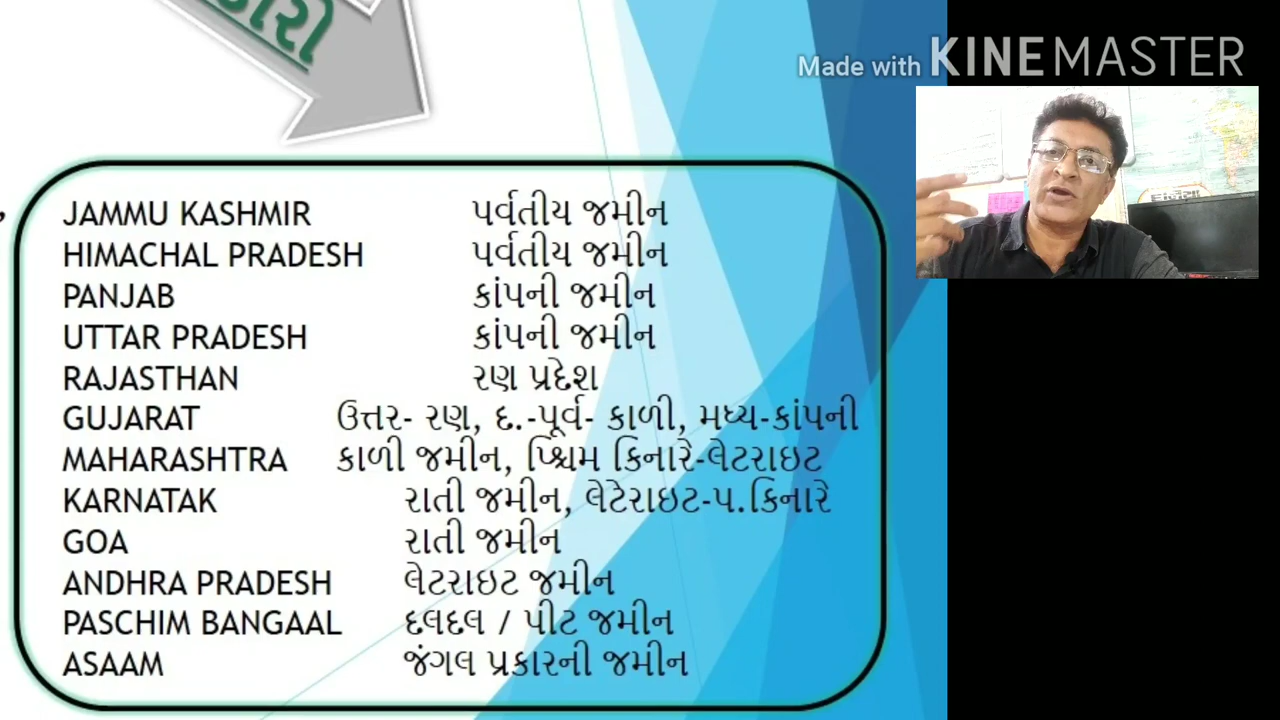 Made with KINEMASTER
JAMMU KASHMIR પર્વતીય જમીન
HIMACHAL PRADESH પર્વતીય જમીન
PANJAB કાંપની જમીન
UTTAR PRADESH કાંપની જમીન
RAJASTHAN રણ પ્રદેશ
GUJARAT ઉત્તર- રણ, દ.-પૂર્વ- કાળી, મધ્ય-કાંપની
MAHARASHTRA કાળી જમીન, પ્શ્ચિમ કિનારે-લેટરાઇટ
KARNATAK રાતી જમીન, લેટેરાઇટ-પ.કિનારે
GOA રાતી જમીન
ANDHRA PRADESH લેટરાઇટ જમીન
PASCHIM BANGAAL દલદલ / પીટ જમીન
ASAAM જંગલ પ્રકારની જમીન